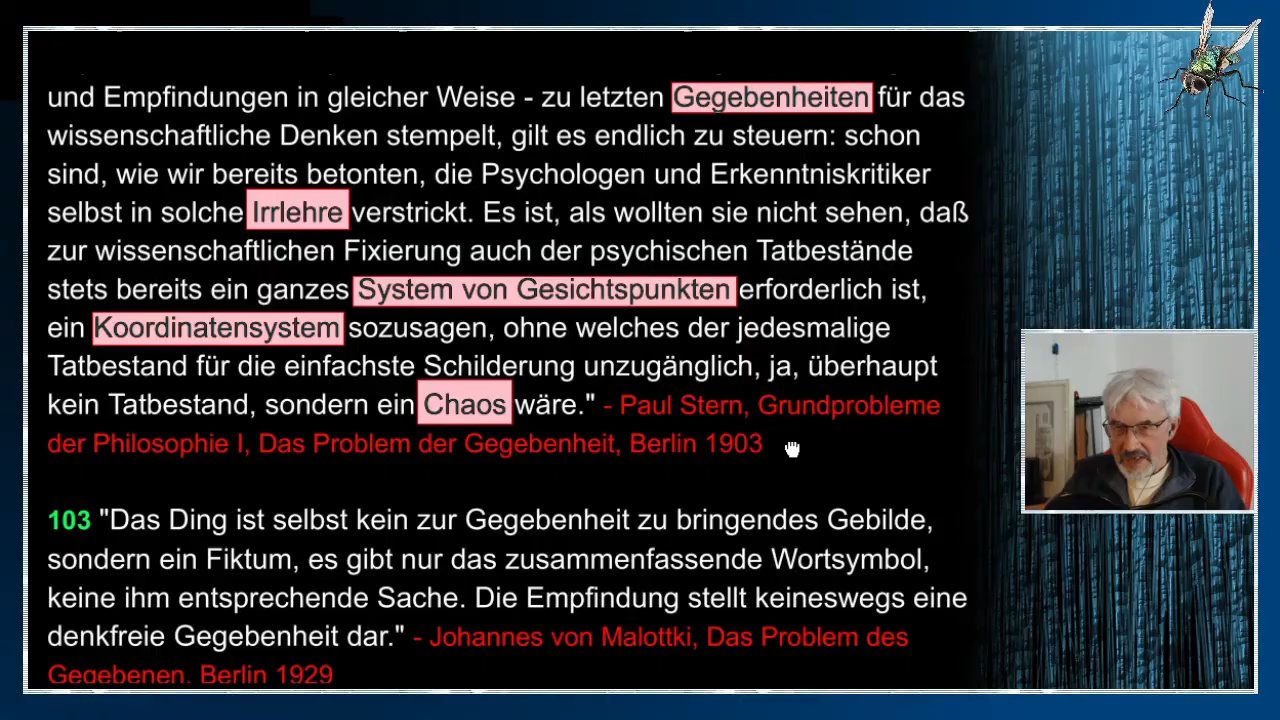 und Empfindungen in gleicher Weise - zu letzten Gegebenheiten für das
wissenschaftliche Denken stempelt, gilt es endlich zu steuern: schon
sind, wie wir bereits betonten, die Psychologen und Erkenntniskritiker
selbst in solche Irrlehre verstrickt. Es ist, als wollten sie nicht sehen, daß
zur wissenschaftlichen Fixierung auch der psychischen Tatbestände
stets bereits ein ganzes System von Gesichtspunkten erforderlich ist,
ein Koordinatensystem sozusagen, ohne welches der jedesmalige
Tatbestand für die einfachste Schilderung unzugänglich, ja, überhaupt
kein Tatbestand, sondern ein Chaos wäre." - Paul Stern, Grundprobleme
der Philosophie I, Das Problem der Gegebenheit, Berlin 1903
103 "Das Ding ist selbst kein zur Gegebenheit zu bringendes Gebilde,
sondern ein Fiktum, es gibt nur das zusammenfassende Wortsymbol,
keine ihm entsprechende Sache. Die Empfindung stellt keineswegs eine
denkfreie Gegebenheit dar." - Johannes von Malottki, Das Problem des
Gegebenen, Berlin 1929